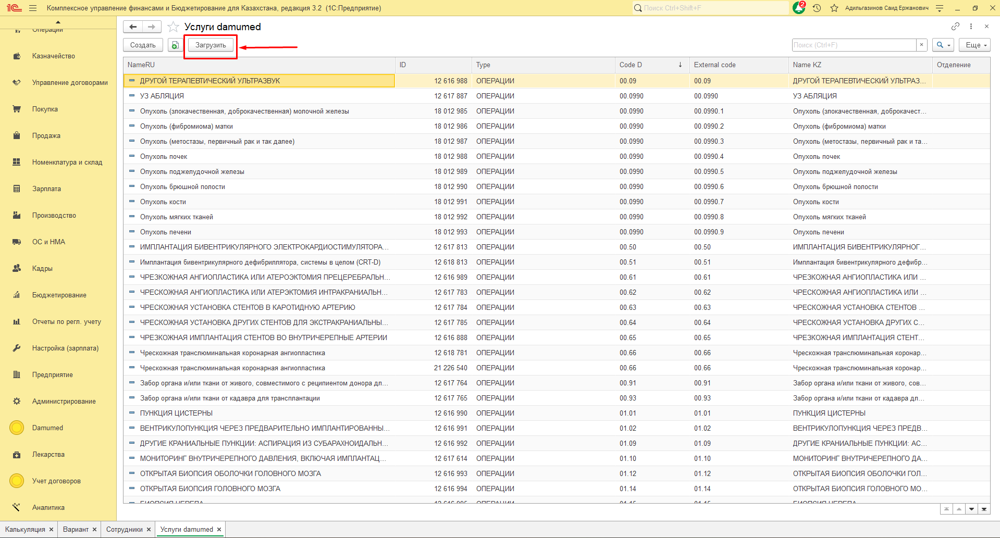 1С Комплексное управление финансами и Бюджетирование для Казахстана, редакция 3.2 (1С:Предприятие) Поиск Ctrl+Shift+F 2 Адильгазинов Саид Ержанович
Операции
Казначейство
Управление договорами
Покупка
Продажа
Номенклатура и склад
Зарплата
Производство
ОС и НМА
Кадры
Бюджетирование
Отчеты по регл. учету
Настройка (зарплата)
Предприятие
Администрирование
Damumed
Лекарства
Учет договоров
Аналитика
Услуги damumed
Создать Загрузить Поиск (Ctrl+F) × Еще
NameRU ID Type Code D ↓ External code Name KZ Отделение
ДРУГОЙ ТЕРАПЕВТИЧЕСКИЙ УЛЬТРАЗВУК 12 616 988 ОПЕРАЦИИ 00.09 00.09 ДРУГОЙ ТЕРАПЕВТИЧЕСКИЙ УЛЬТРАЗ...
УЗ АБЛЯЦИЯ 12 617 887 ОПЕРАЦИИ 00.0990 00.0990 УЗ АБЛЯЦИЯ
Опухоль (злокачественная, доброкачественная) молочной железы 18 012 985 ОПЕРАЦИИ 00.0990 00.0990.1 Опухоль (злокачественная, доброкачест...
Опухоль (фибромиома) матки 18 012 986 ОПЕРАЦИИ 00.0990 00.0990.2 Опухоль (фибромиома) матки
Опухоль (метостазы, первичный рак и так далее) 18 012 987 ОПЕРАЦИИ 00.0990 00.0990.3 Опухоль (метостазы, первичный рак и та...
Опухоль почек 18 012 988 ОПЕРАЦИИ 00.0990 00.0990.4 Опухоль почек
Опухоль поджелудочной железы 18 012 989 ОПЕРАЦИИ 00.0990 00.0990.5 Опухоль поджелудочной железы
Опухоль брюшной полости 18 012 990 ОПЕРАЦИИ 00.0990 00.0990.6 Опухоль брюшной полости
Опухоль кости 18 012 991 ОПЕРАЦИИ 00.0990 00.0990.7 Опухоль кости
Опухоль мягких тканей 18 012 992 ОПЕРАЦИИ 00.0990 00.0990.8 Опухоль мягких тканей
Опухоль печени 18 012 993 ОПЕРАЦИИ 00.0990 00.0990.9 Опухоль печени
ИМПЛАНТАЦИЯ БИВЕНТРИКУЛЯРНОГО ЭЛЕКТРОКАРДИОСТИМУЛЯТОРА... 12 617 813 ОПЕРАЦИИ 00.50 00.50 ИМПЛАНТАЦИЯ БИВЕНТРИКУЛЯРНОГ...
Имплантация бивентрикулярного дефибриллятора, системы в целом (CRT-D) 12 618 813 ОПЕРАЦИИ 00.51 00.51 Имплантация бивентрикулярного дефибр...
ЧРЕЗКОЖНАЯ АНГИОПЛАСТИКА ИЛИ АТЕРОЭКТОМИЯ ПРЕЦЕРЕБРАЛЬН... 12 616 989 ОПЕРАЦИИ 00.61 00.61 ЧРЕЗКОЖНАЯ АНГИОПЛАСТИКА ИЛИ ...
ЧРЕСКОЖНАЯ АНГИОПЛАСТИКА ИЛИ АТЕРЭКТОМИЯ ИНТРАКРАНИАЛЬН... 12 617 783 ОПЕРАЦИИ 00.62 00.62 ЧРЕСКОЖНАЯ АНГИОПЛАСТИКА ИЛИ ...
ЧРЕСКОЖНАЯ УСТАНОВКА СТЕНТОВ В КАРОТИДНУЮ АРТЕРИЮ 12 617 784 ОПЕРАЦИИ 00.63 00.63 ЧРЕСКОЖНАЯ УСТАНОВКА СТЕНТОВ ...
ЧРЕСКОЖНАЯ УСТАНОВКА ДРУГИХ СТЕНТОВ ДЛЯ ЭКСТРАКРАНИАЛЬНЫ... 12 617 785 ОПЕРАЦИИ 00.64 00.64 ЧРЕСКОЖНАЯ УСТАНОВКА ДРУГИХ С...
ЧРЕЗКОЖНАЯ ИМПЛАНТАЦИЯ СТЕНТОВ ВО ВНУТРИЧЕРЕПНЫЕ АРТЕРИИ 12 616 888 ОПЕРАЦИИ 00.65 00.65 ЧРЕЗКОЖНАЯ ИМПЛАНТАЦИЯ СТЕНТ...
Чрескожная транслюминальная коронарная ангиопластика 12 618 781 ОПЕРАЦИИ 00.66 00.66 Чрескожная транслюминальная коронар...
Чрескожная транслюминальная коронарная ангиопластика 21 226 540 ОПЕРАЦИИ 00.66 00.66 Чрескожная транслюминальная коронар...
Забор органа и/или ткани от живого, совместимого с реципиентом донора дл... 12 617 764 ОПЕРАЦИИ 00.91 00.91 Забор органа и/или ткани от живого, сов...
Забор органа и/или ткани от кадавра для трансплантации 12 617 765 ОПЕРАЦИИ 00.93 00.93 Забор органа и/или ткани от кадавра дл...
ПУНКЦИЯ ЦИСТЕРНЫ 12 616 990 ОПЕРАЦИИ 01.01 01.01 ПУНКЦИЯ ЦИСТЕРНЫ
ВЕНТРИКУЛОПУНКЦИЯ ЧЕРЕЗ ПРЕДВАРИТЕЛЬНО ИМПЛАНТИРОВАННЫ... 12 616 991 ОПЕРАЦИИ 01.02 01.02 ВЕНТРИКУЛОПУНКЦИЯ ЧЕРЕЗ ПРЕДВ...
ДРУГИЕ КРАНИАЛЬНЫЕ ПУНКЦИИ: АСПИРАЦИЯ ИЗ СУБАРАХНОИДАЛЬН... 12 616 992 ОПЕРАЦИИ 01.09 01.09 ДРУГИЕ КРАНИАЛЬНЫЕ ПУНКЦИИ: АС...
МОНИТОРИНГ ВНУТРИЧЕРЕПНОГО ДАВЛЕНИЯ, ВКЛЮЧАЯ ИМПЛАНТАЦ... 12 617 614 ОПЕРАЦИИ 01.10 01.10 МОНИТОРИНГ ВНУТРИЧЕРЕПНОГО ДА...
ОТКРЫТАЯ БИОПСИЯ ОБОЛОЧКИ ГОЛОВНОГО МОЗГА 12 616 993 ОПЕРАЦИИ 01.12 01.12 ОТКРЫТАЯ БИОПСИЯ ОБОЛОЧКИ ГОЛ...
ОТКРЫТАЯ БИОПСИЯ ГОЛОВНОГО МОЗГА 12 616 994 ОПЕРАЦИИ 01.14 01.14 ОТКРЫТАЯ БИОПСИЯ ГОЛОВНОГО МО...
БИОПСИЯ ЧЕРЕПА 12 616 995 ОПЕРАЦИИ 01.15 01.15 БИОПСИЯ ЧЕРЕПА
Калькуляция × Вариант × Сотрудники × Услуги damumed ×